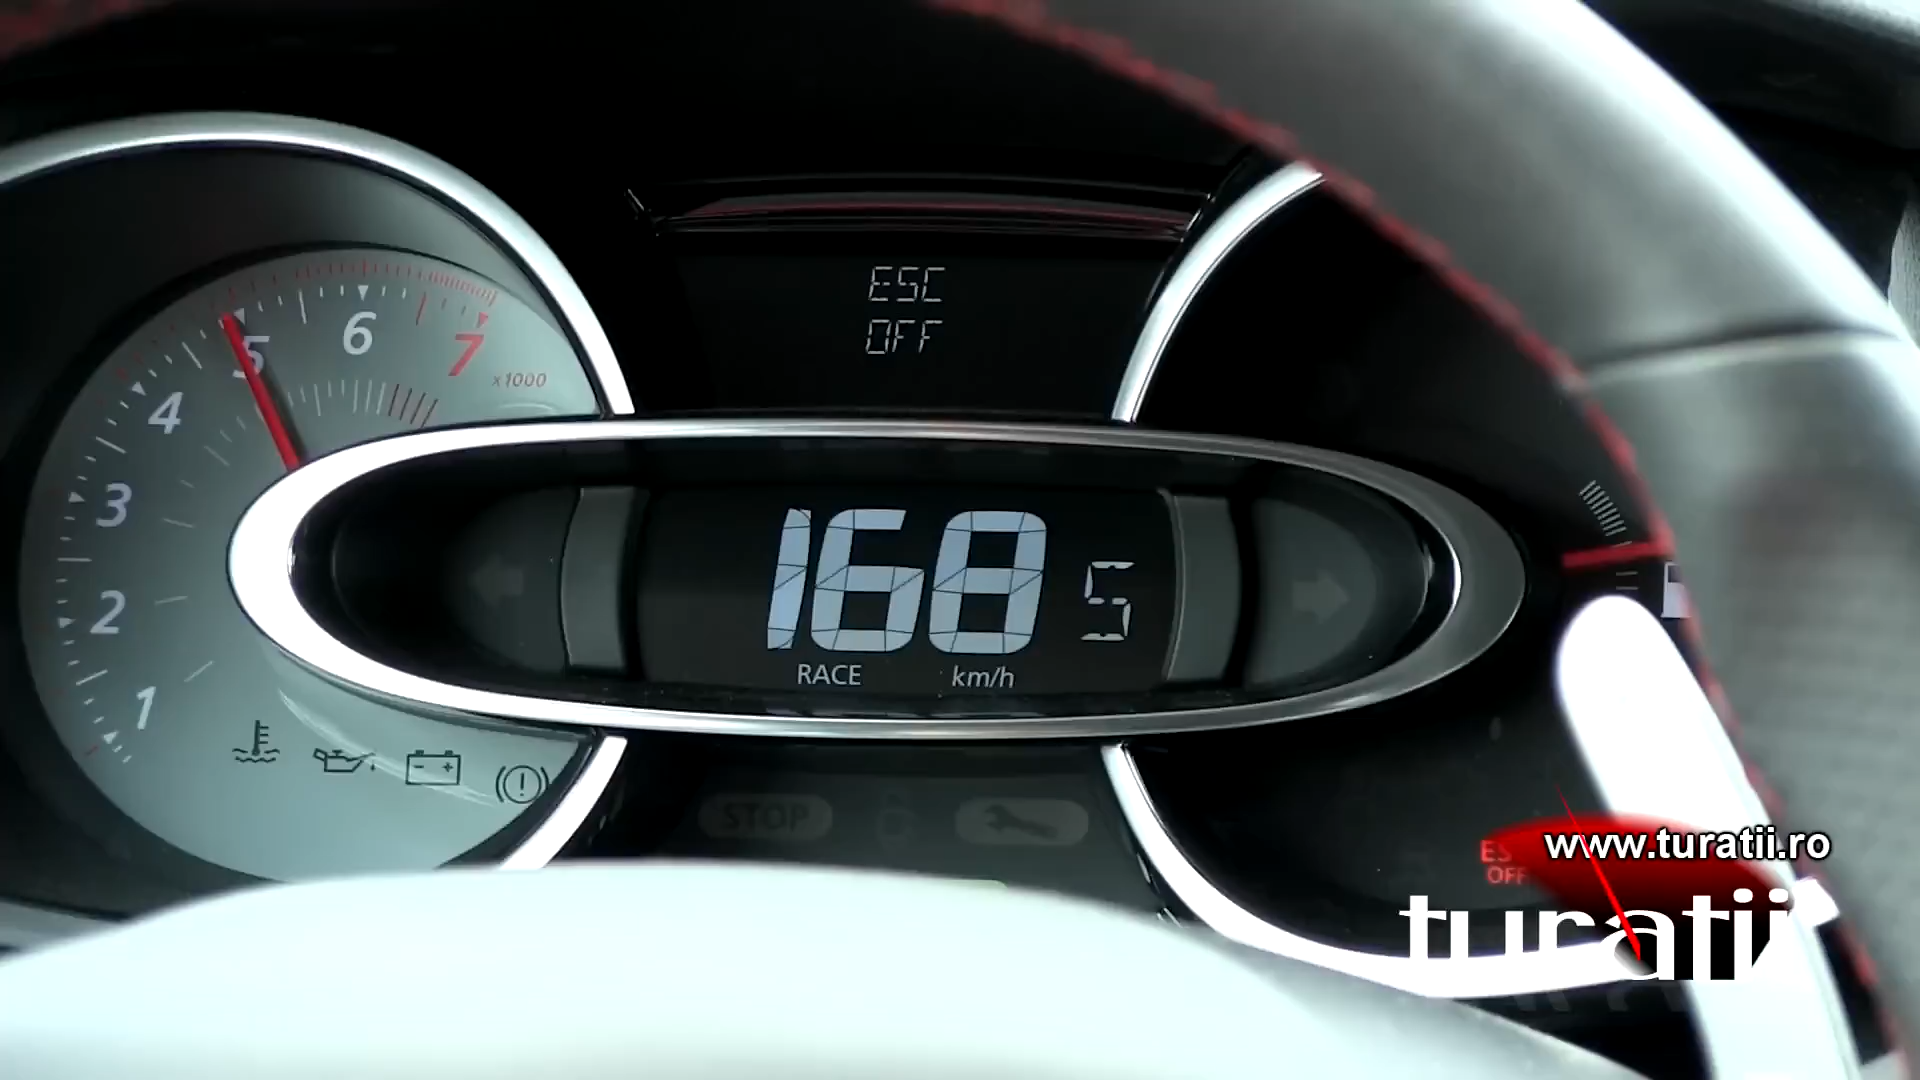 ESC
OFF
7
6
5
4
3
2
1
x1000
168 5
RACE km/h
STOP
www.turatii.ro
OFF
turatii